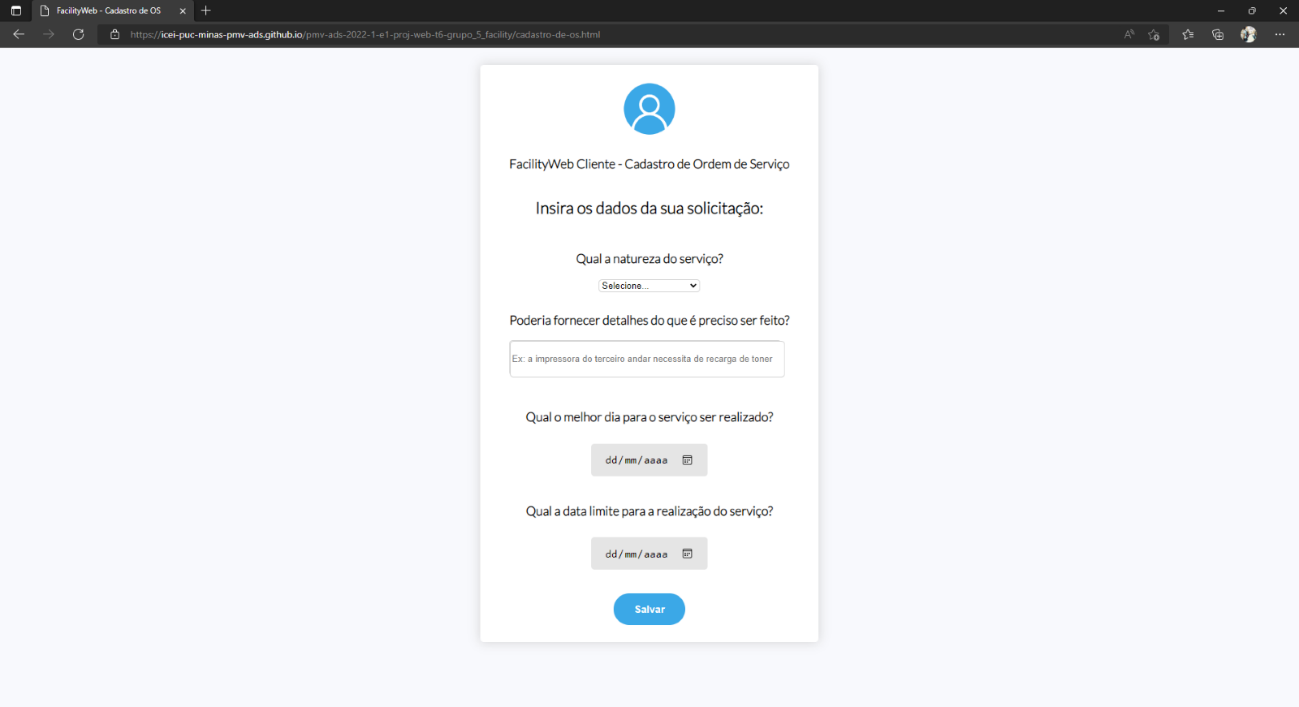 FacilityWeb - Cadastro de OS
https://icei-puc-minas-pmv-ads.github.io/pmv-ads-2022-1-e1-proj-web-t6-grupo_5_facility/cadastro-de-os.html
FacilityWeb Cliente - Cadastro de Ordem de Serviço
Insira os dados da sua solicitação:
Qual a natureza do serviço?
Selecione...
Poderia fornecer detalhes do que é preciso ser feito?
Ex: a impressora do terceiro andar necessita de recarga de toner
Qual o melhor dia para o serviço ser realizado?
dd/mm/aaaa
Qual a data limite para a realização do serviço?
dd/mm/aaaa
Salvar